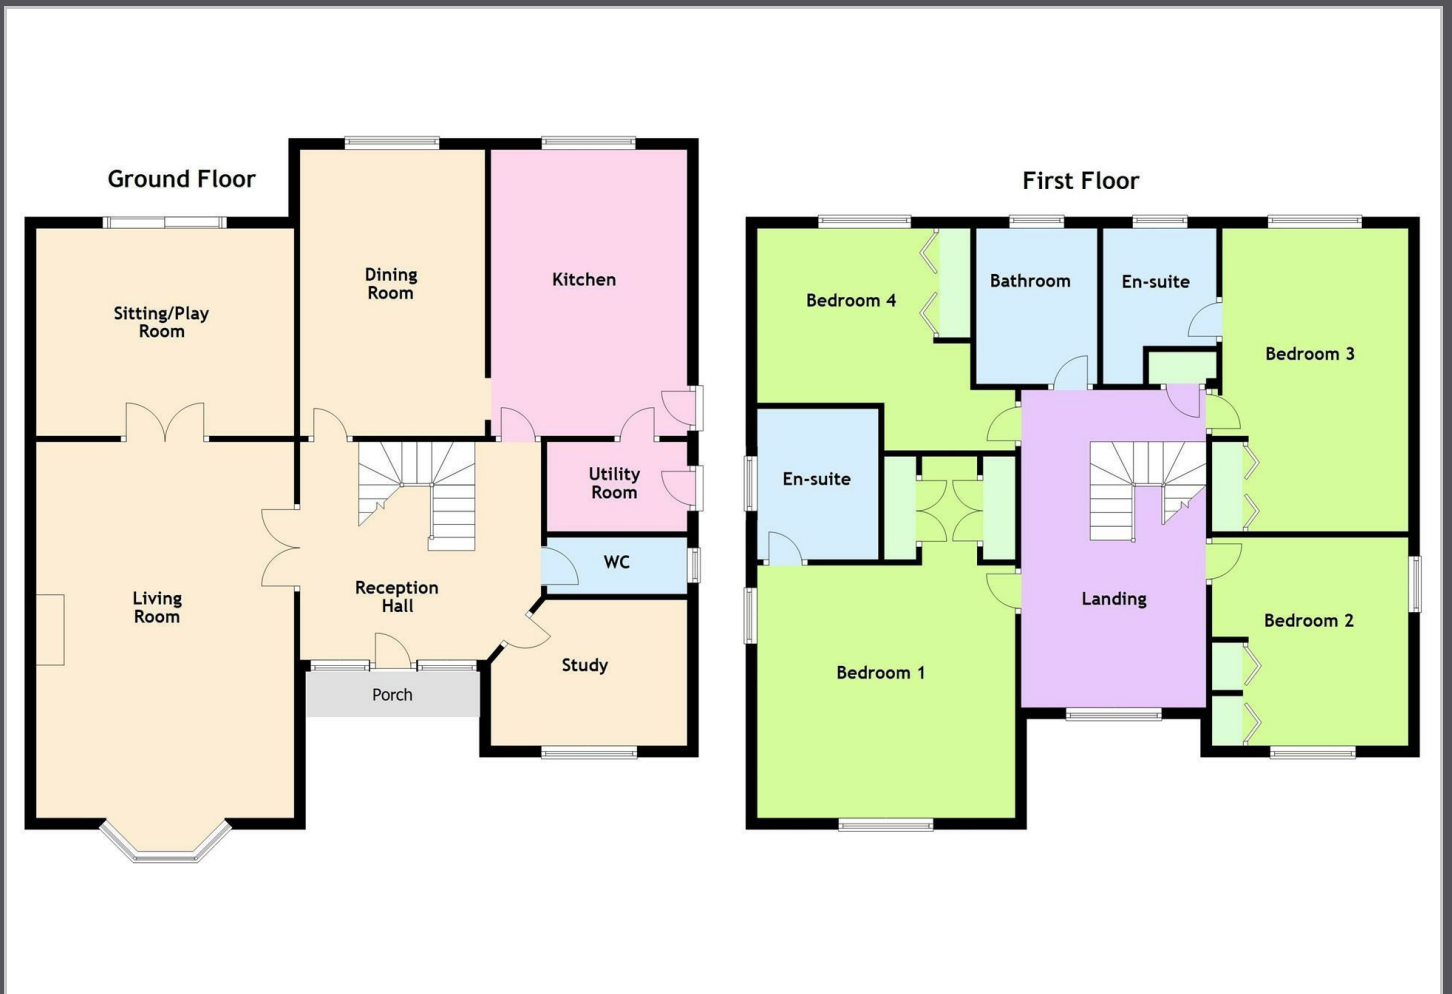 Ground Floor
Sitting/Play
Room
Dining
Room
Kitchen
Utility
Room
WC
Living
Room
Reception
Hall
Study
Porch
First Floor
Bedroom 4
Bathroom
En-suite
Bedroom 3
En-suite
Landing
Bedroom 2
Bedroom 1